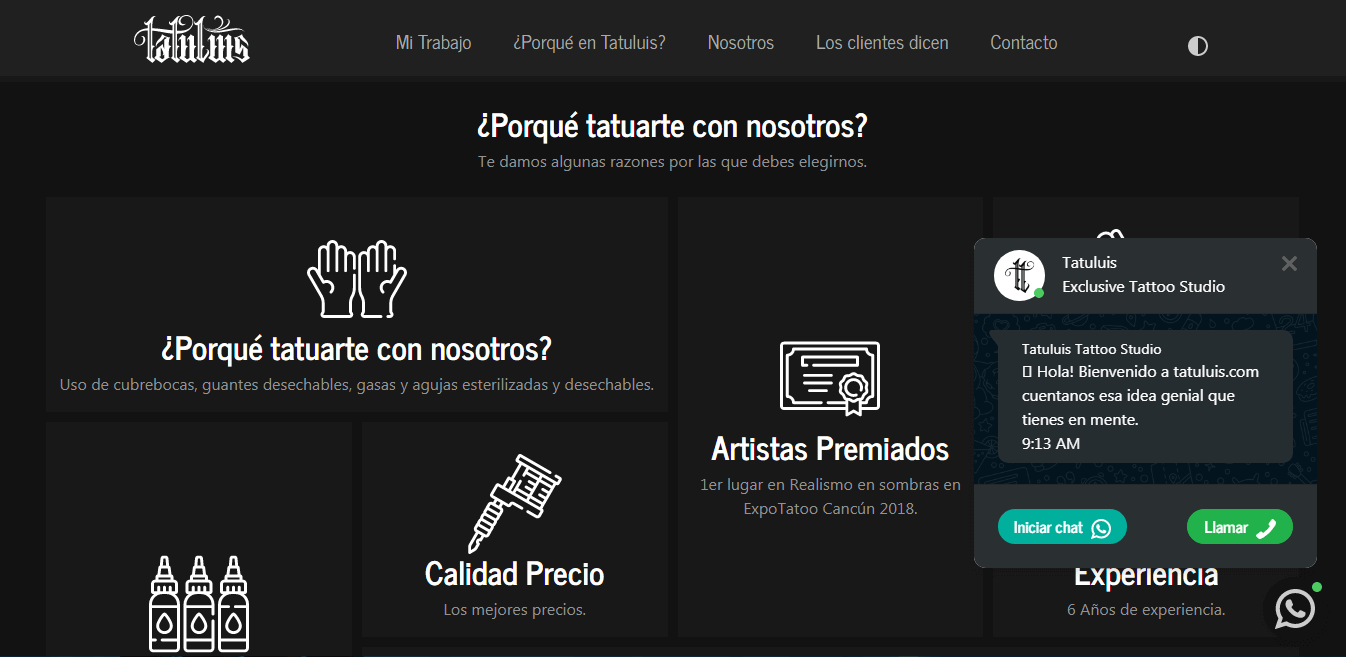 tatuluis
Mi Trabajo
¿Porqué en Tatuluis?
Nosotros
Los clientes dicen
Contacto
¿Porqué tatuarte con nosotros?
Te damos algunas razones por las que debes elegirnos.
¿Porqué tatuarte con nosotros?
Uso de cubrebocas, guantes desechables, gasas y agujas esterilizadas y desechables.
Artistas Premiados
1er lugar en Realismo en sombras en
ExpoTatoo Cancún 2018.
Calidad Precio
Los mejores precios.
Experiencia
6 Años de experiencia.
tt
Tatuluis
Exclusive Tattoo Studio
Tatuluis Tattoo Studio
Hola! Bienvenido a tatuluis.com
cuentanos esa idea genial que
tienes en mente.
9:13 AM
Iniciar chat
Llamar